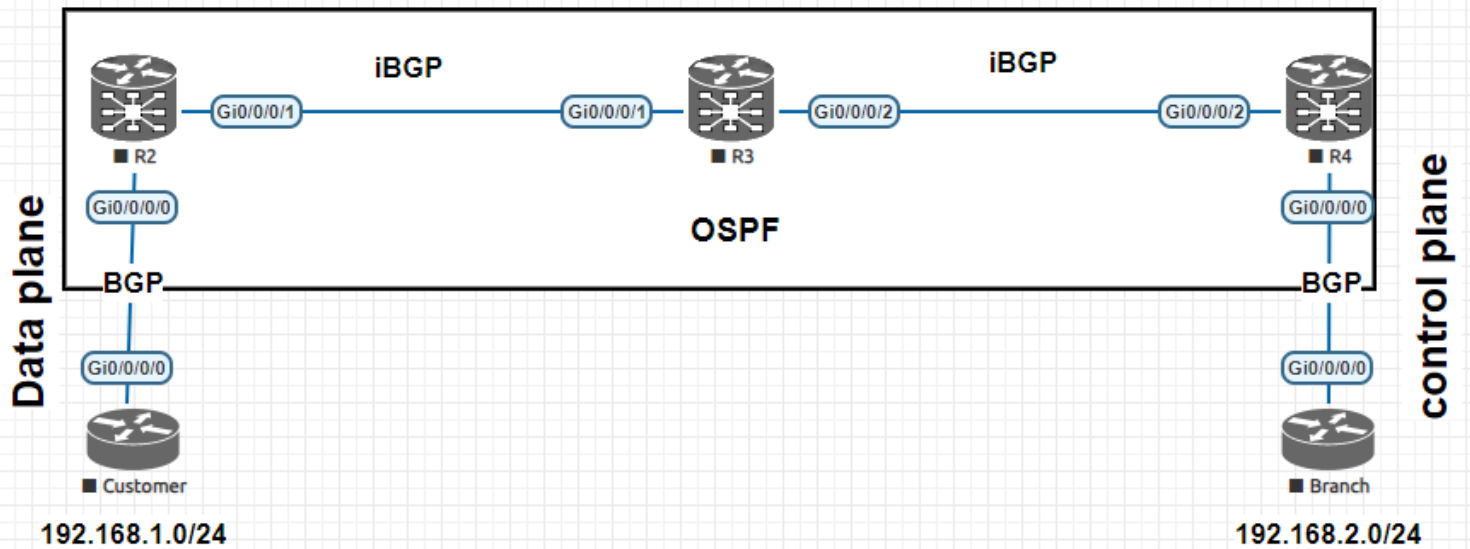 iBGP
iBGP
Gi0/0/0/1
Gi0/0/0/1
Gi0/0/0/2
Gi0/0/0/2
R2
R3
R4
Gi0/0/0/0
Gi0/0/0/0
OSPF
Data plane
control plane
BGP
BGP
Gi0/0/0/0
Gi0/0/0/0
Customer
Branch
192.168.1.0/24
192.168.2.0/24